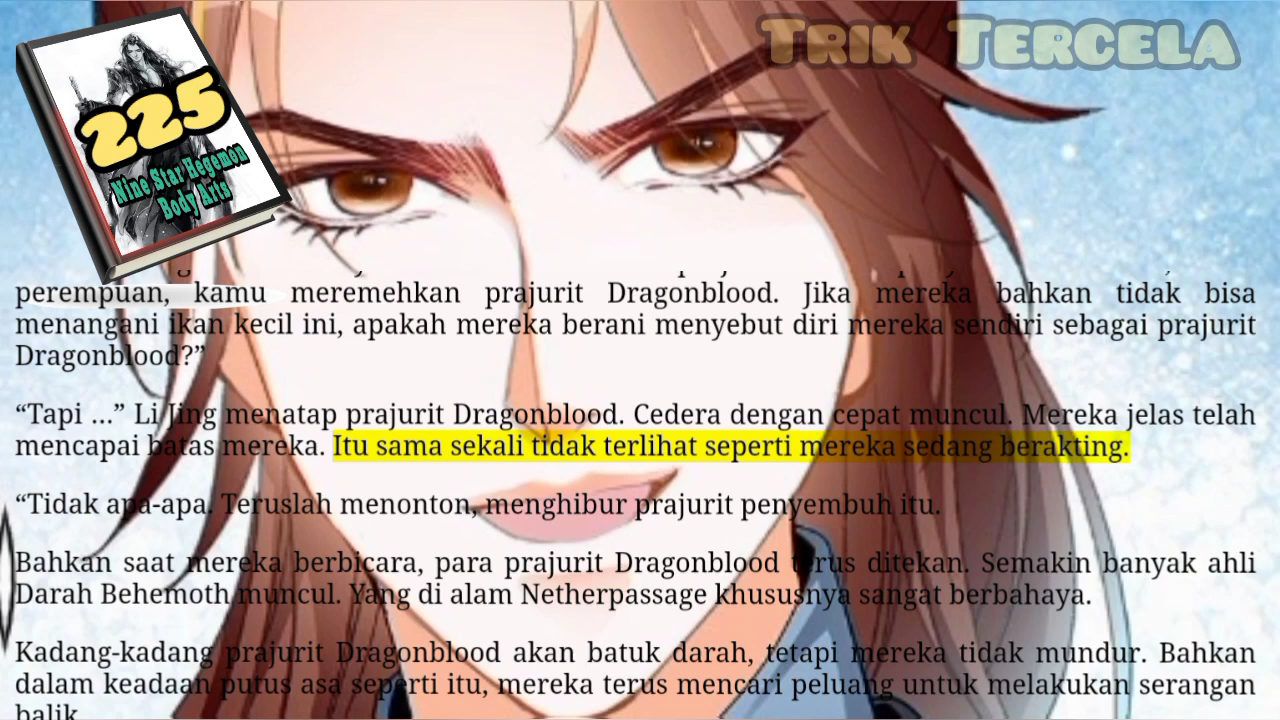 Trik Tercela
225
Nine Star Hegemon
Body Arts
perempuan, kamu meremehkan prajurit Dragonblood. Jika mereka bahkan tidak bisa
menangani ikan kecil ini, apakah mereka berani menyebut diri mereka sendiri sebagai prajurit
Dragonblood?”
“Tapi ...” Li Jing menatap prajurit Dragonblood. Cedera dengan cepat muncul. Mereka jelas telah
mencapai batas mereka. Itu sama sekali tidak terlihat seperti mereka sedang berakting.
“Tidak apa-apa. Teruslah menonton, menghibur prajurit penyembuh itu.
Bahkan saat mereka berbicara, para prajurit Dragonblood terus ditekan. Semakin banyak ahli
Darah Behemoth muncul. Yang di alam Netherpassage khususnya sangat berbahaya.
Kadang-kadang prajurit Dragonblood akan batuk darah, tetapi mereka tidak mundur. Bahkan
dalam keadaan putus asa seperti itu, mereka terus mencari peluang untuk melakukan serangan
balik